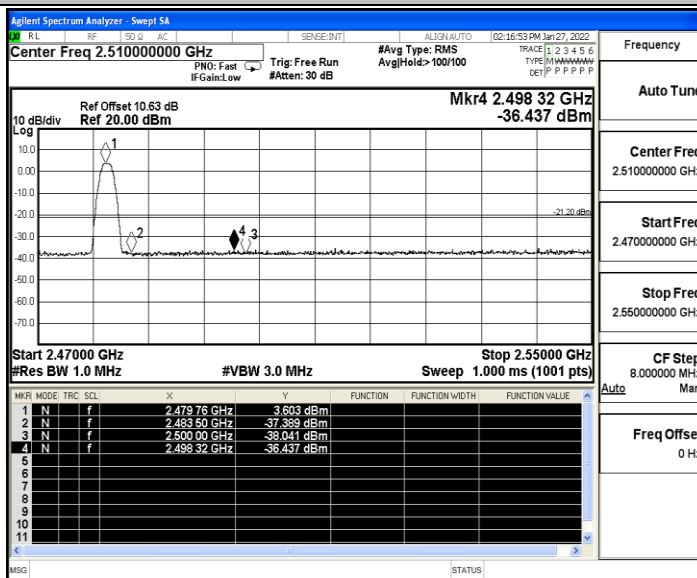 Agilent Spectrum Analyzer - Swept SA
RL RF 50 Ω AC SENSE:INT ALIGN AUTO 02:16:53 PM Jan 27, 2022
Center Freq 2.510000000 GHz
PNO: Fast
IFGain:Low
Trig: Free Run
#Atten: 30 dB
#Avg Type: RMS
Avg|Hold:> 100/100
TRACE 1 2 3 4 5 6
TYPE M
DET P P P P P P
Ref Offset 10.63 dB
10 dB/div Ref 20.00 dBm
Log
Mkr4 2.498 32 GHz
-36.437 dBm
10.0
0.00
-10.0
-20.0
-30.0
-40.0
-50.0
-60.0
-70.0
1
2
4
3
-21.20 dBm
Start 2.47000 GHz Stop 2.55000 GHz
#Res BW 1.0 MHz #VBW 3.0 MHz Sweep 1.000 ms (1001 pts)
MKR MODE TRC SCL X Y FUNCTION FUNCTION WIDTH FUNCTION VALUE
1 N f 2.479 76 GHz 3.603 dBm
2 N f 2.483 50 GHz -37.389 dBm
3 N f 2.500 00 GHz -38.041 dBm
4 N f 2.498 32 GHz -36.437 dBm
5
6
7
8
9
10
11
MSG STATUS
Frequency
Auto Tune
Center Freq
2.510000000 GHz
Start Freq
2.470000000 GHz
Stop Freq
2.550000000 GHz
CF Step
8.000000 MHz
Auto Man
Freq Offset
0 Hz